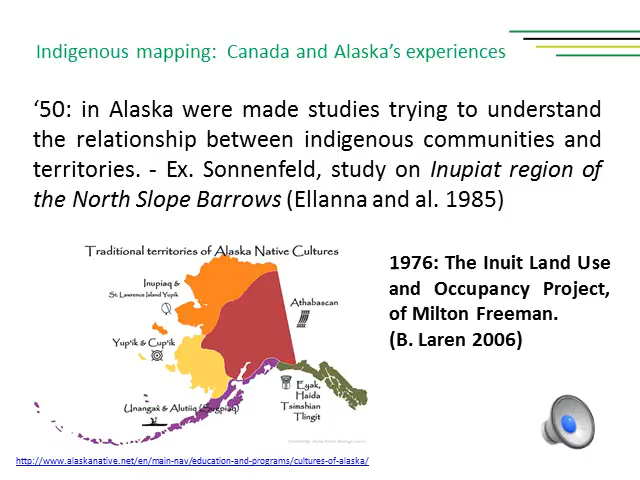 Indigenous mapping: Canada and Alaska’s experiences
‘50: in Alaska were made studies trying to understand
the relationship between indigenous communities and
territories. - Ex. Sonnenfeld, study on Inupiat region of
the North Slope Barrows (Ellanna and al. 1985)
Traditional territories of Alaska Native Cultures
Inupiaq &
St. Lawrence Island Yupik
Athabascan
Yup'ik & Cup'ik
Eyak,
Haida
Tsimshian
Tlingit
Unangax & Alutiiq (Sugpiaq)
1976: The Inuit Land Use
and Occupancy Project,
of Milton Freeman.
(B. Laren 2006)
http://www.alaskanative.net/en/main-nav/education-and-programs/cultures-of-alaska/